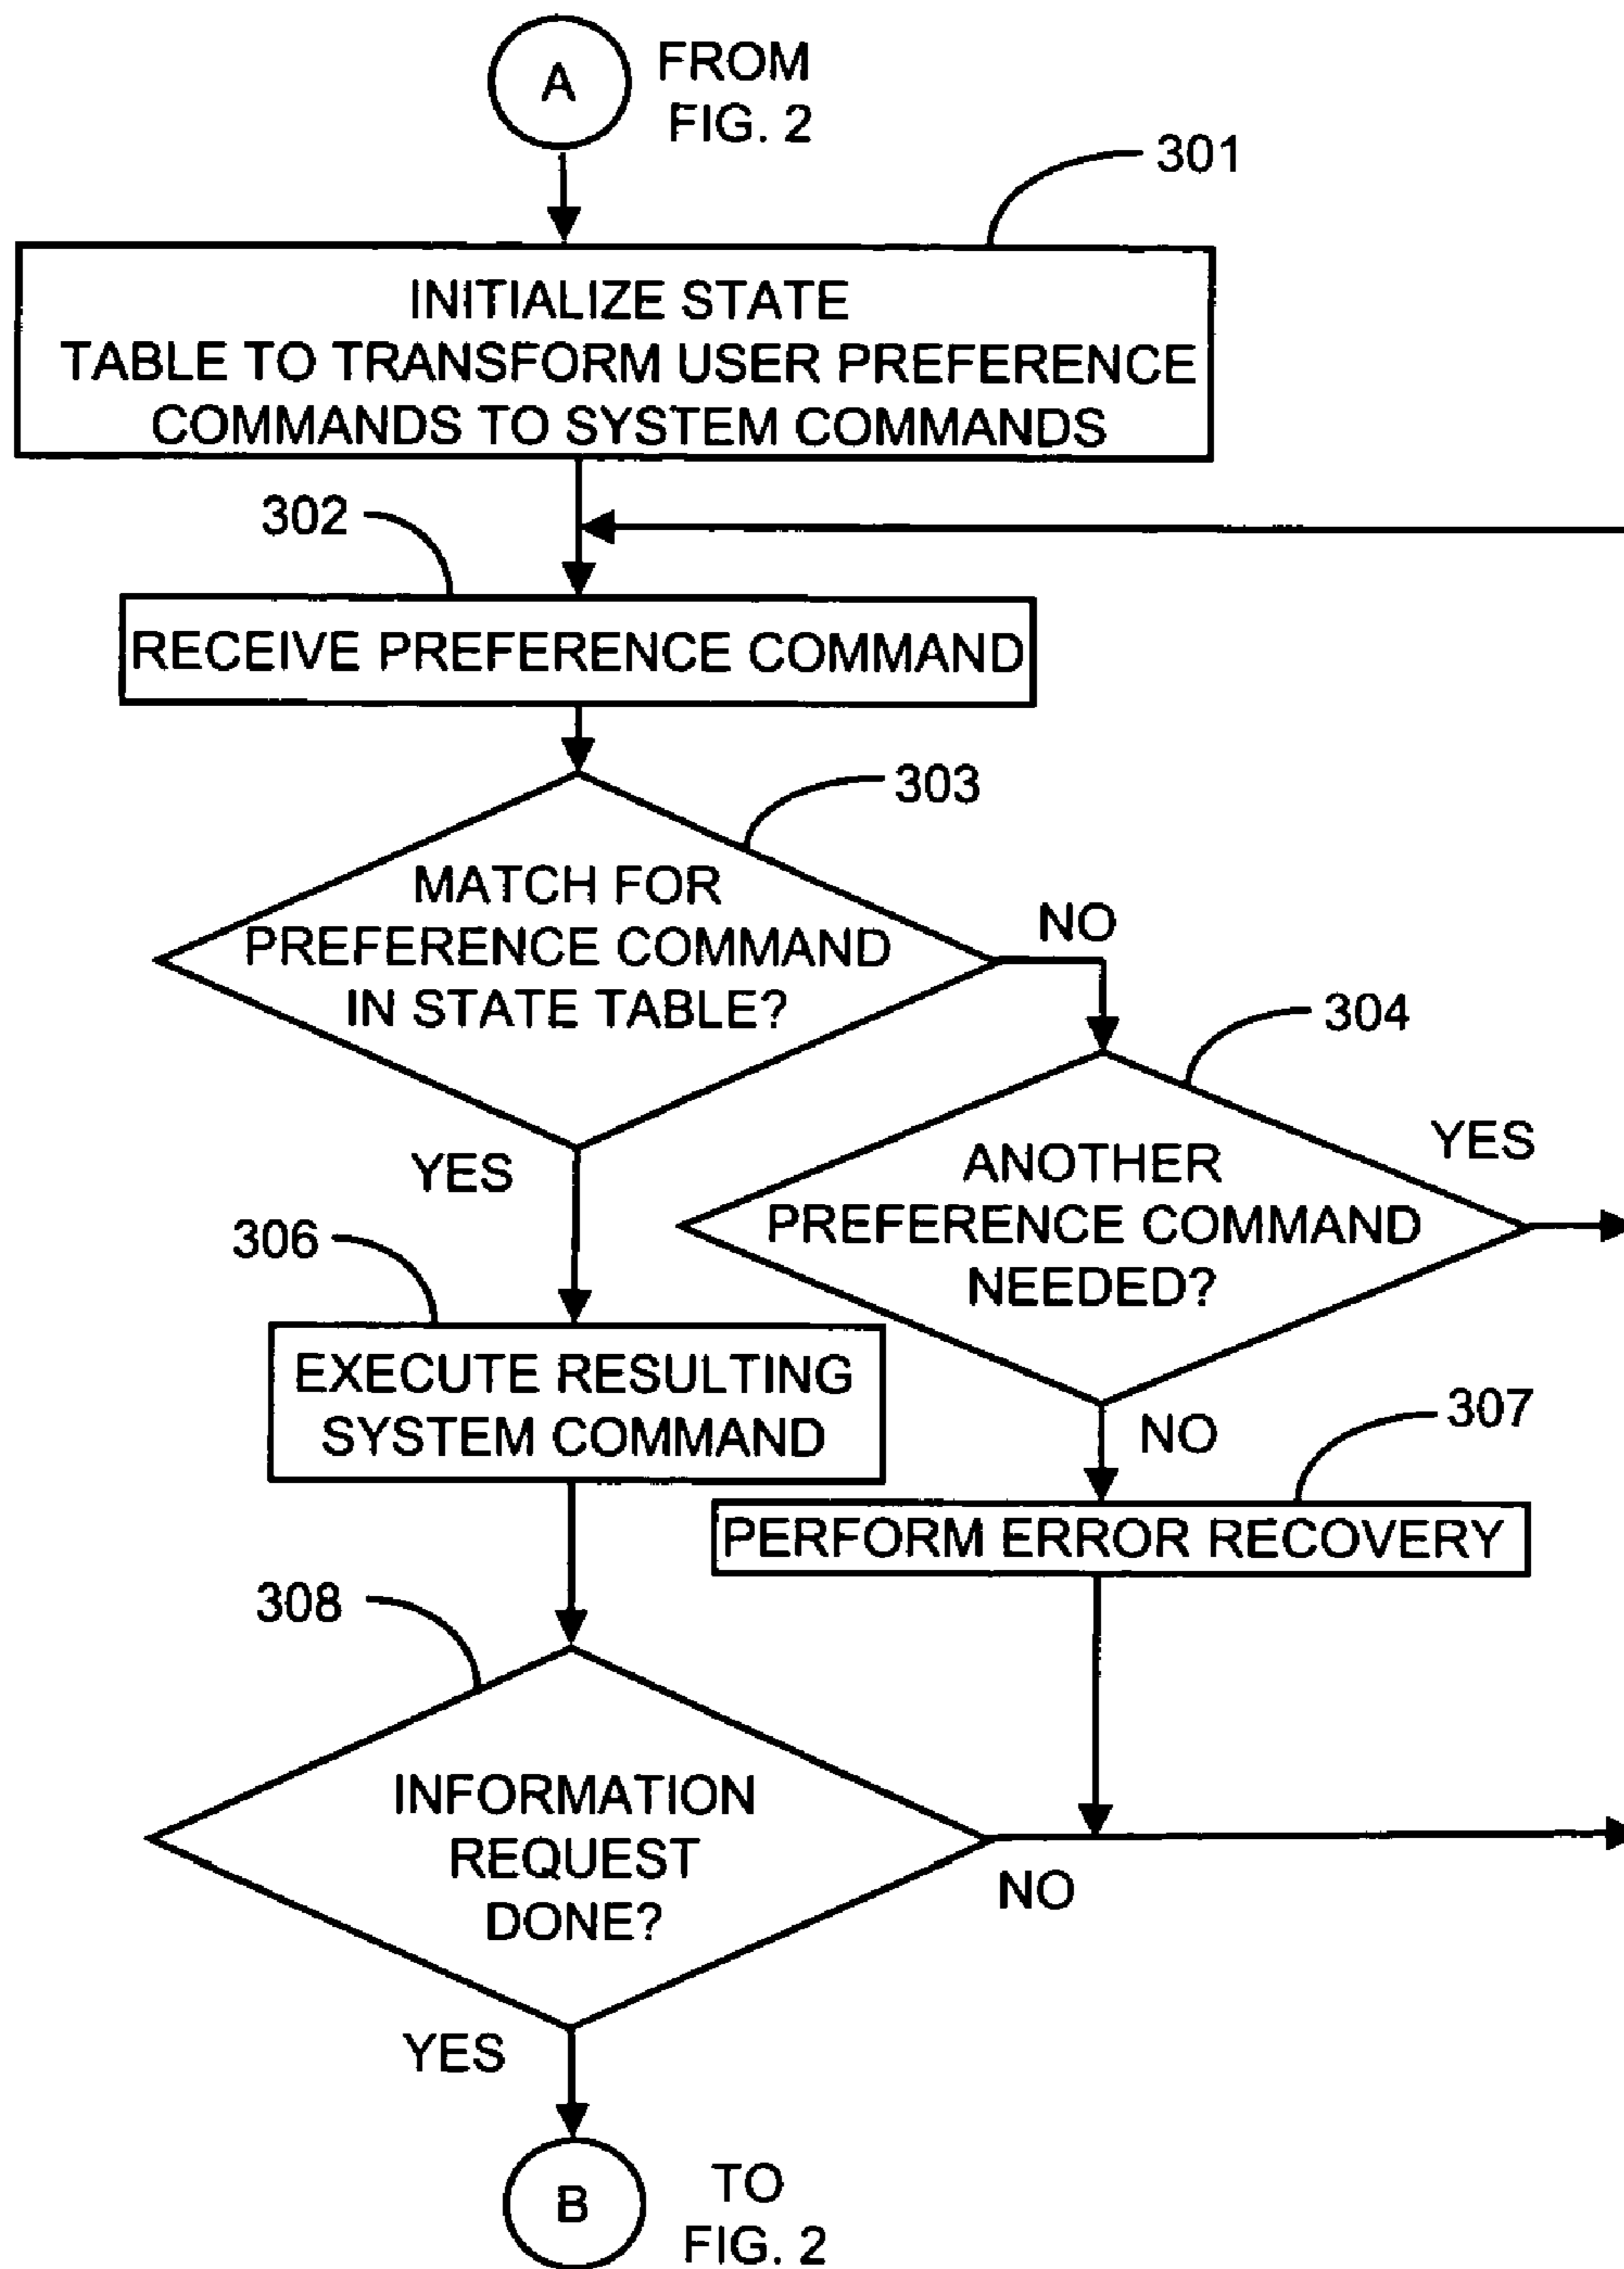 A
FROM
FIG. 2
301
INITIALIZE STATE
TABLE TO TRANSFORM USER PREFERENCE
COMMANDS TO SYSTEM COMMANDS
302
RECEIVE PREFERENCE COMMAND
303
MATCH FOR
PREFERENCE COMMAND
IN STATE TABLE?
NO
304
YES
ANOTHER
PREFERENCE COMMAND
NEEDED?
YES
306
EXECUTE RESULTING
SYSTEM COMMAND
NO
307
PERFORM ERROR RECOVERY
308
INFORMATION
REQUEST
DONE?
NO
YES
B
TO
FIG. 2